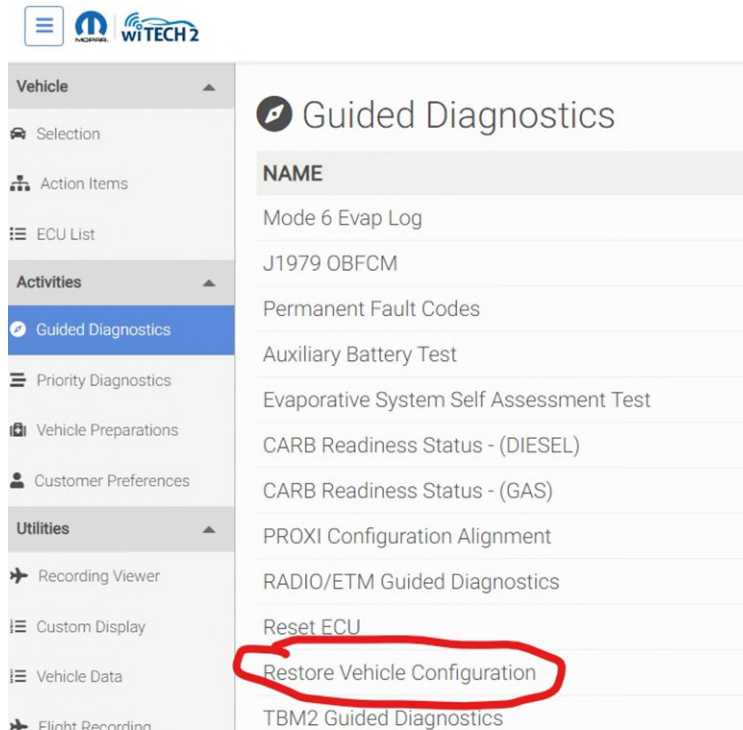 MOPAR
wiTECH 2
Vehicle
Selection
Action Items
ECU List
Activities
Guided Diagnostics
Priority Diagnostics
Vehicle Preparations
Customer Preferences
Utilities
Recording Viewer
Custom Display
Vehicle Data
Flight Recording
Guided Diagnostics
NAME
Mode 6 Evap Log
J1979 OBFCM
Permanent Fault Codes
Auxiliary Battery Test
Evaporative System Self Assessment Test
CARB Readiness Status - (DIESEL)
CARB Readiness Status - (GAS)
PROXI Configuration Alignment
RADIO/ETM Guided Diagnostics
Reset ECU
Restore Vehicle Configuration
TBM2 Guided Diagnostics